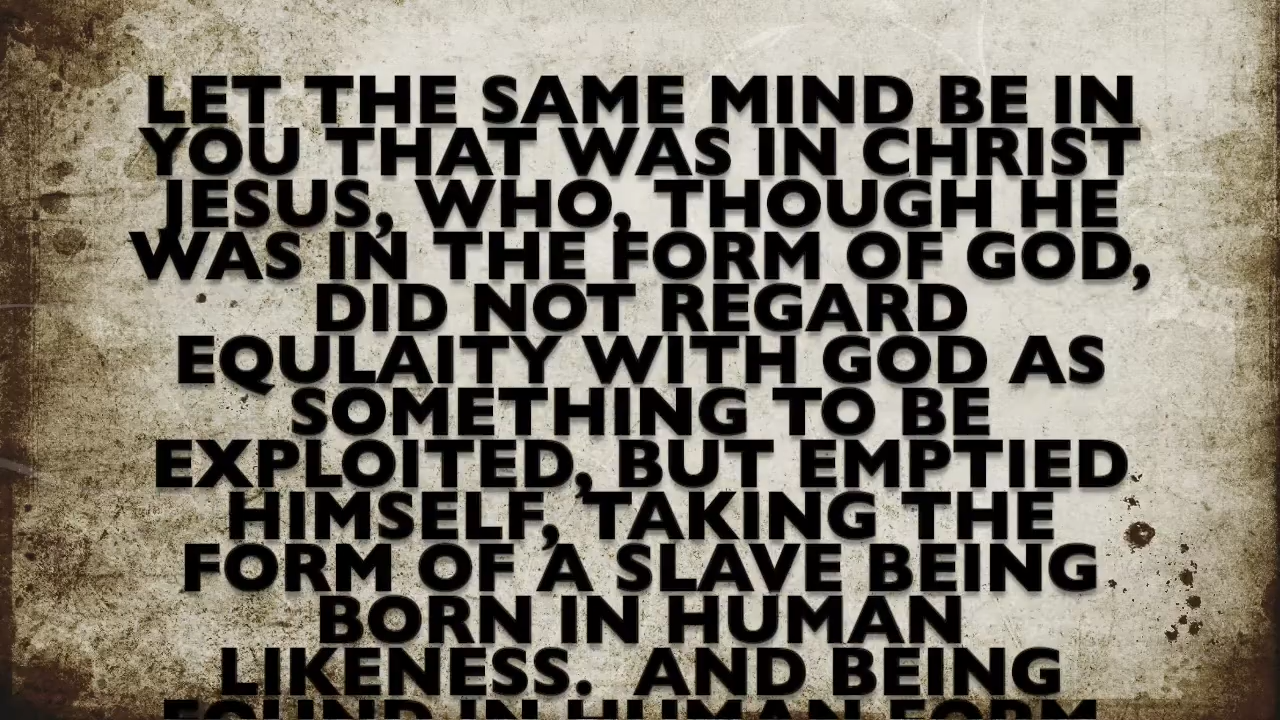 LET THE SAME MIND BE IN
YOU THAT WAS IN CHRIST
JESUS, WHO, THOUGH HE
WAS IN THE FORM OF GOD,
DID NOT REGARD
EQULAITY WITH GOD AS
SOMETHING TO BE
EXPLOITED, BUT EMPTIED
HIMSELF, TAKING THE
FORM OF A SLAVE BEING
BORN IN HUMAN
LIKENESS.  AND BEING
FOUND IN HUMAN FORM